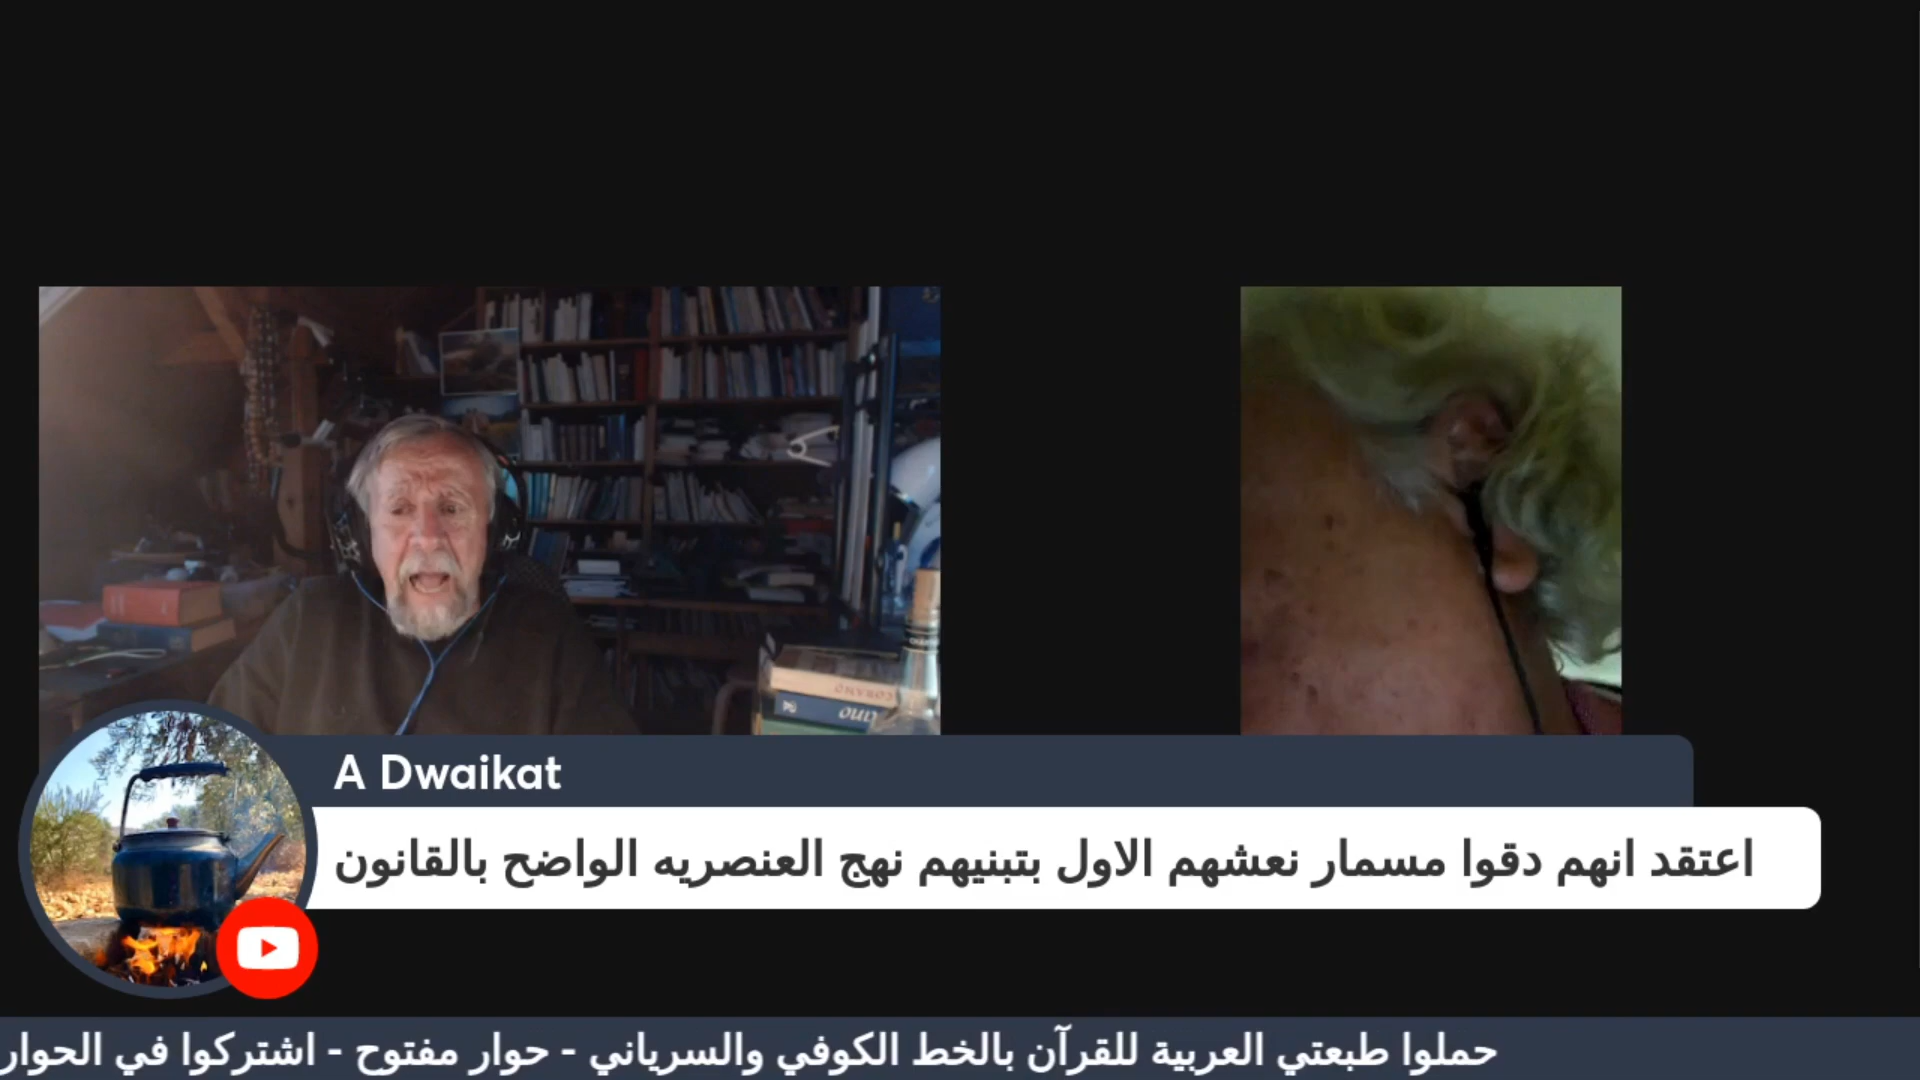 A Dwaikat
اعتقد انهم دقوا مسمار نعشهم الاول بتبنيهم نهج العنصريه الواضح بالقانون
حملوا طبعتي العربية للقرآن بالخط الكوفي والسرياني - حوار مفتوح - اشتركوا في الحوار